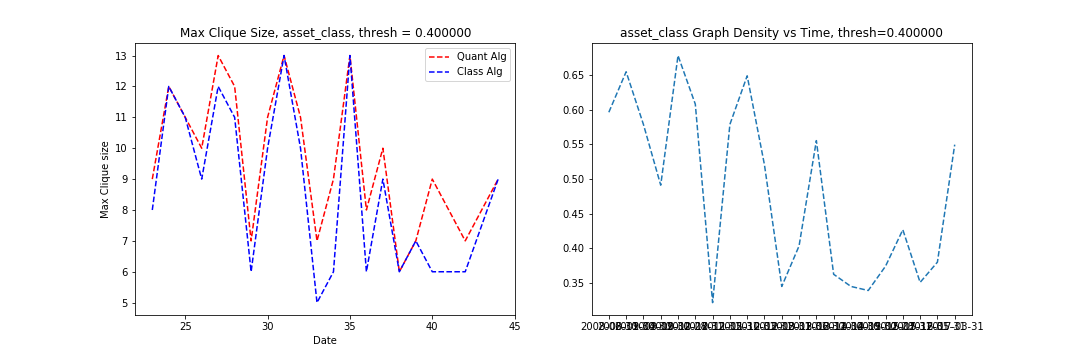 Max Clique Size, asset_class, thresh = 0.400000
Max Clique size
13
12
11
10
9
8
7
6
5
Quant Alg
Class Alg
25 30 35 40 45
Date
asset_class Graph Density vs Time, thresh=0.400000
0.65
0.60
0.55
0.50
0.45
0.40
0.35